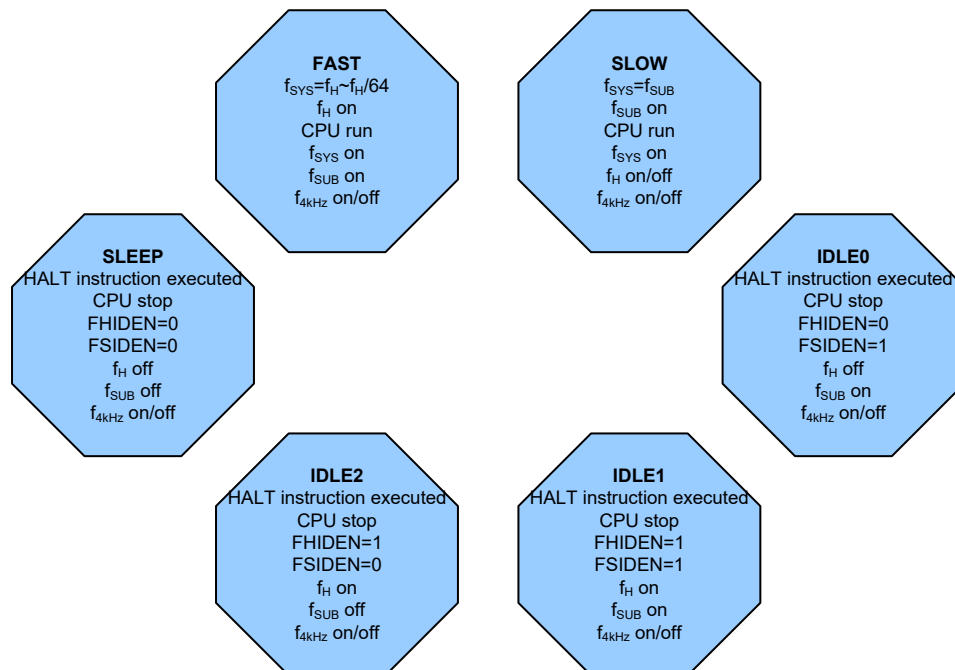 FAST
fSYS=fH~fH/64
fH on
CPU run
fSYS on
fSUB on
f4kHz on/off
SLOW
fSYS=fSUB
fSUB on
CPU run
fSYS on
fH on/off
f4kHz on/off
SLEEP
HALT instruction executed
CPU stop
FHIDEN=0
FSIDEN=0
fH off
fSUB off
f4kHz on/off
IDLE0
HALT instruction executed
CPU stop
FHIDEN=0
FSIDEN=1
fH off
fSUB on
f4kHz on/off
IDLE2
HALT instruction executed
CPU stop
FHIDEN=1
FSIDEN=0
fH on
fSUB off
f4kHz on/off
IDLE1
HALT instruction executed
CPU stop
FHIDEN=1
FSIDEN=1
fH on
fSUB on
f4kHz on/off